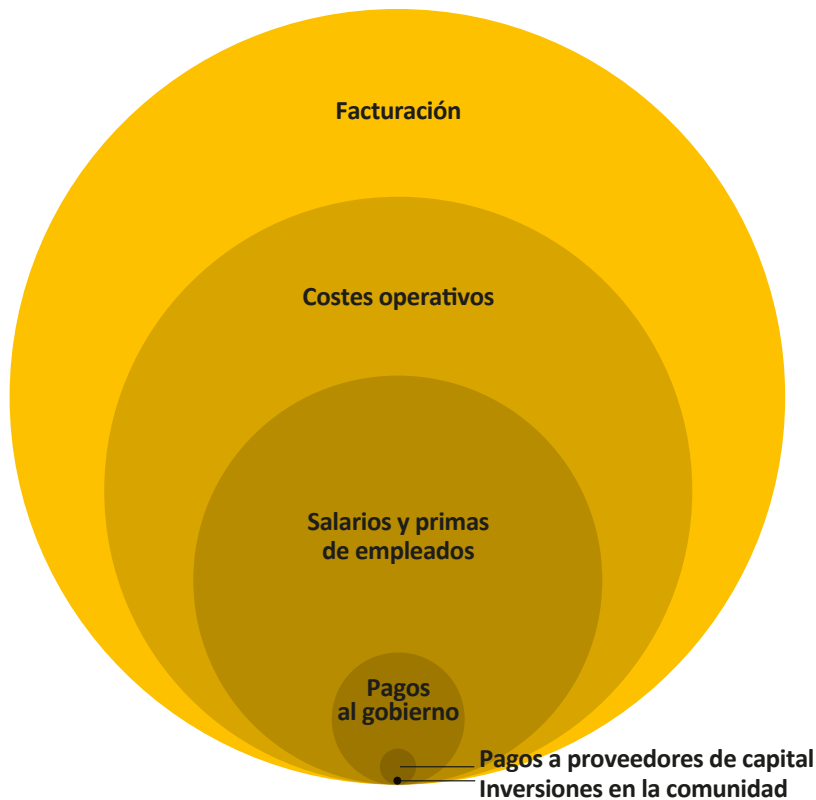 Facturación
Costes operativos
Salarios y primas
de empleados
Pagos
al gobierno
Pagos a proveedores de capital
Inversiones en la comunidad